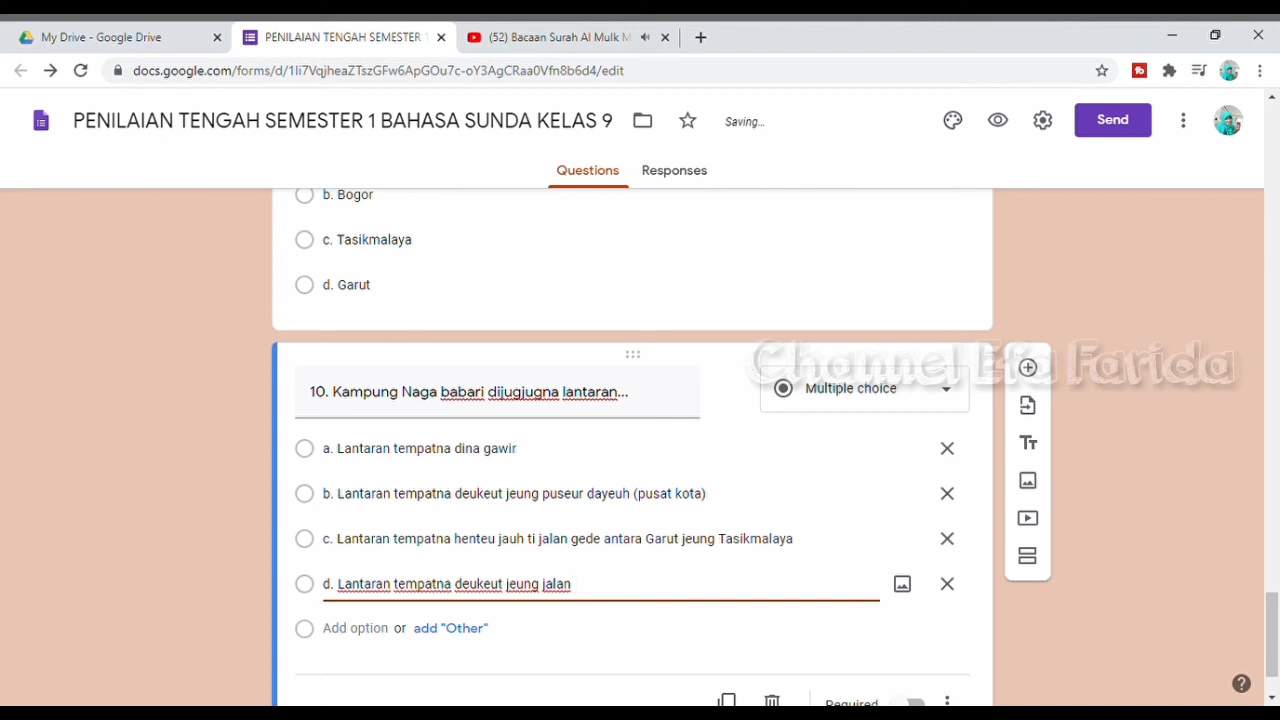 My Drive - Google Drive
PENILAIAN TENGAH SEMESTER 1
(52) Bacaan Surah Al Mulk M
docs.google.com/forms/d/1Ii7VqjheaZTszGFw6ApGOu7c-oY3AgCRaa0Vfn8b6d4/edit
PENILAIAN TENGAH SEMESTER 1 BAHASA SUNDA KELAS 9
Saving...
Send
Questions
Responses
b. Bogor
c. Tasikmalaya
d. Garut
Channel Efa Farida
10. Kampung Naga babari dijugjugna lantaran...
Multiple choice
a. Lantaran tempatna dina gawir
b. Lantaran tempatna deukeut jeung puseur dayeuh (pusat kota)
c. Lantaran tempatna henteu jauh ti jalan gede antara Garut jeung Tasikmalaya
d. Lantaran tempatna deukeut jeung jalan
Add option or add "Other"
Required